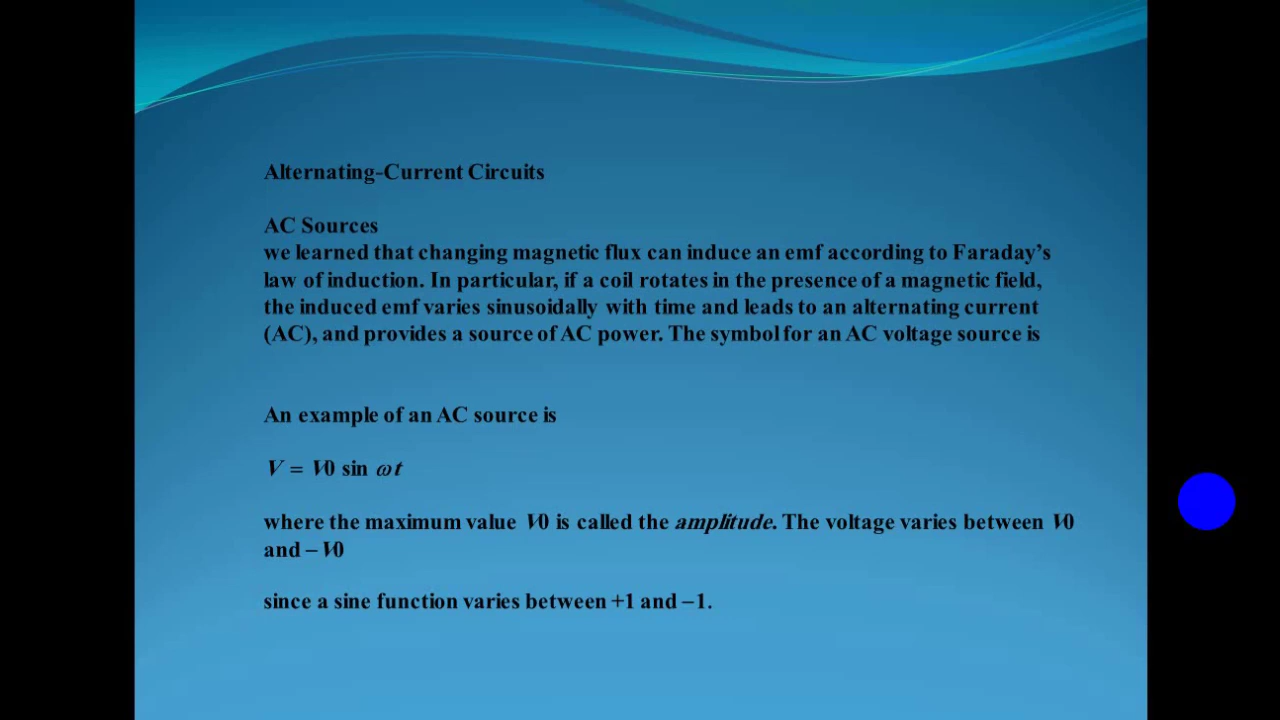 Alternating-Current Circuits
AC Sources
we learned that changing magnetic flux can induce an emf according to Faraday’s
law of induction. In particular, if a coil rotates in the presence of a magnetic field,
the induced emf varies sinusoidally with time and leads to an alternating current
(AC), and provides a source of AC power. The symbol for an AC voltage source is
An example of an AC source is
V = V0 sin ωt
where the maximum value V0 is called the amplitude. The voltage varies between V0
and – V0
since a sine function varies between +1 and –1.